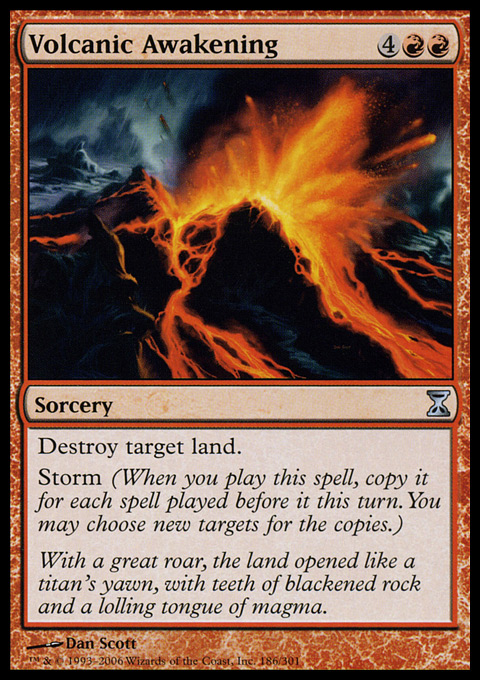 Volcanic Awakening 4
Sorcery
Destroy target land.
Storm (When you play this spell, copy it
for each spell played before it this turn. You
may choose new targets for the copies.)
With a great roar, the land opened like a
titan's yawn, with teeth of blackened rock
and a lolling tongue of magma.
Dan Scott
™ & © 1993-2006 Wizards of the Coast, Inc. 186/301